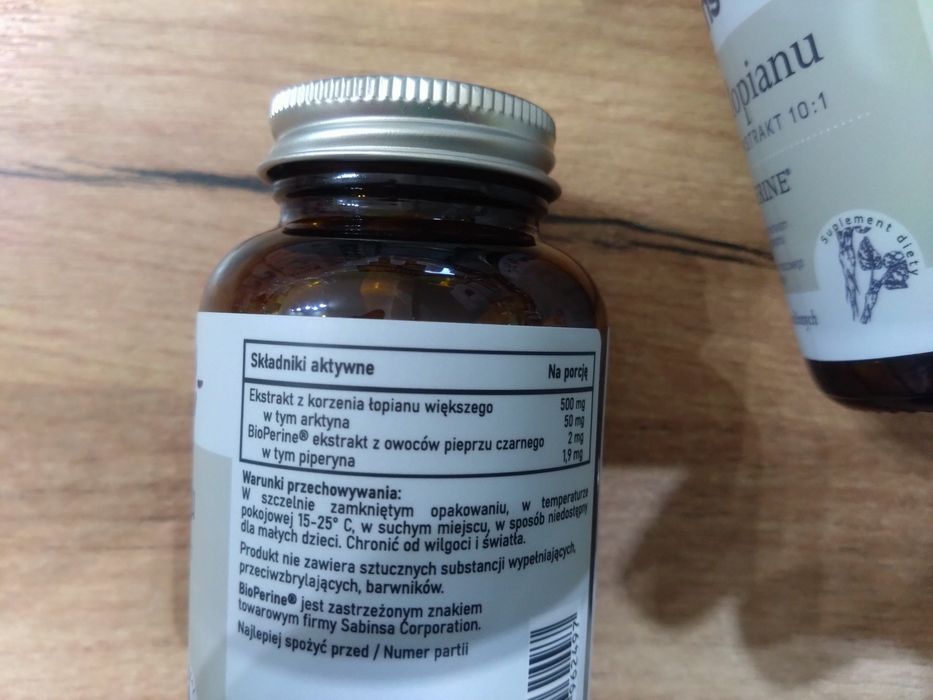 Składniki aktywne Na porcję
Ekstrakt z korzenia łopianu większego 500 mg
w tym arktyna 50 mg
BioPerine® ekstrakt z owoców pieprzu czarnego 2 mg
w tym piperyna 1,9 mg
Warunki przechowywania:
W szczelnie zamkniętym opakowaniu, w temperaturze
pokojowej 15-25° C, w suchym miejscu, w sposób niedostępny
dla małych dzieci. Chronić od wilgoci i światła.
Produkt nie zawiera sztucznych substancji wypełniających,
przeciwzbrylających, barwników.
BioPerine® jest zastrzeżonym znakiem
towarowym firmy Sabinsa Corporation.
Najlepiej spożyć przed / Numer partii
opianu
STRAKT 10:1
RINE®
Suplement diety